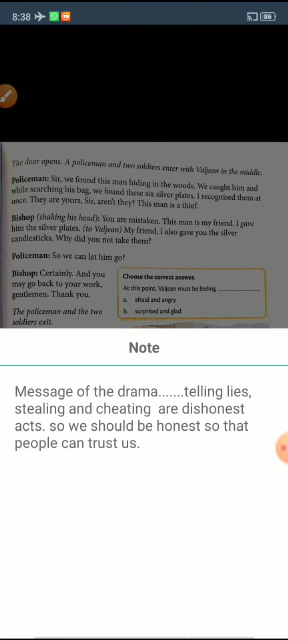 8:38
86
The door opens. A policeman and two soldiers enter with Valjean in the middle.
Policeman: Sir, we found this man hiding in the woods. We caught him and
while searching his bag, we found these six silver plates. I recognised them at
once. They are yours, Sir, aren't they? This man is a thief.
Bishop (shaking his head): You are mistaken. This man is my friend. I gave
him the silver plates. (to Valjean) My friend, I also gave you the silver
candlesticks. Why did you not take them?
Policeman: So we can let him go?
Bishop: Certainly. And you
may go back to your work,
gentlemen. Thank you.
The policeman and the two
soldiers exit.
Choose the correct answer.
At this point, Valjean must be feeling
a. afraid and angry
b. surprised and glad
Note
Message of the drama.......telling lies,
stealing and cheating are dishonest
acts. so we should be honest so that
people can trust us.